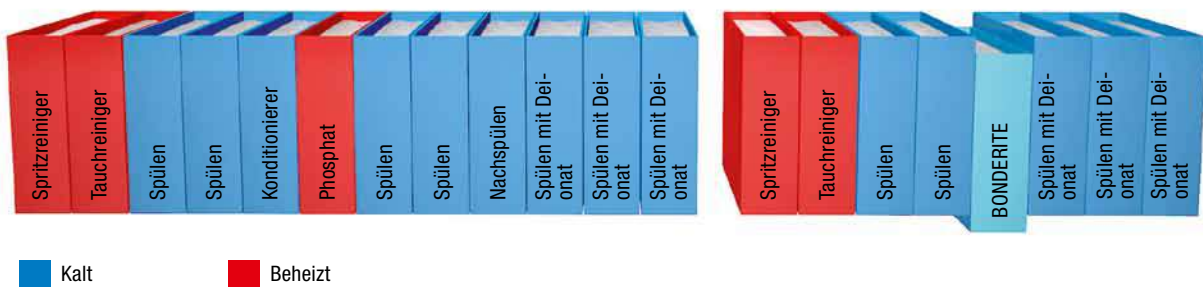 Spritzreiniger
Tauchreiniger
Spülen
Spülen
Konditionierer
Phosphat
Spülen
Spülen
Nachspülen
Spülen mit Dei-
onat
Spülen mit Dei-
onat
Spülen mit Dei-
onat
Spritzreiniger
Tauchreiniger
Spülen
Spülen
BONDERITE
Spülen mit Dei-
onat
Spülen mit Dei-
onat
Spülen mit Dei-
onat
Kalt
Beheizt